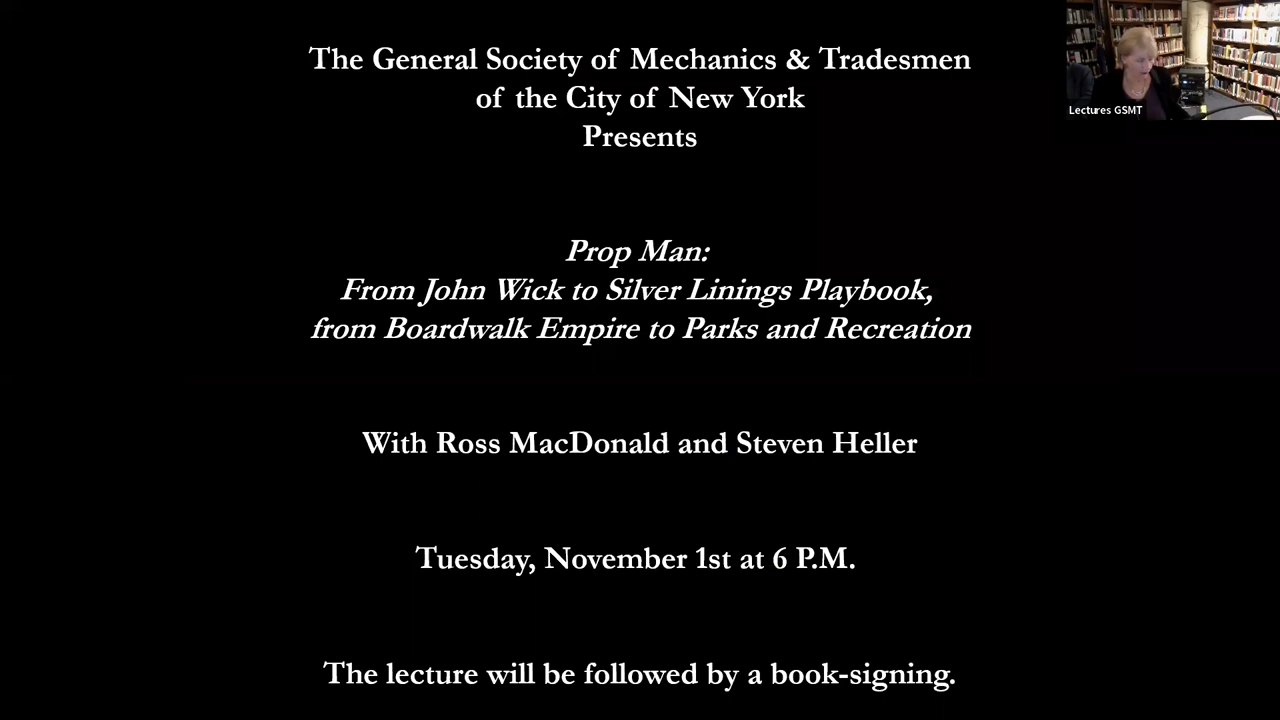 The General Society of Mechanics & Tradesmen
of the City of New York
Presents
Prop Man:
From John Wick to Silver Linings Playbook,
from Boardwalk Empire to Parks and Recreation
With Ross MacDonald and Steven Heller
Tuesday, November 1st at 6 P.M.
The lecture will be followed by a book-signing.
Lectures GSMT